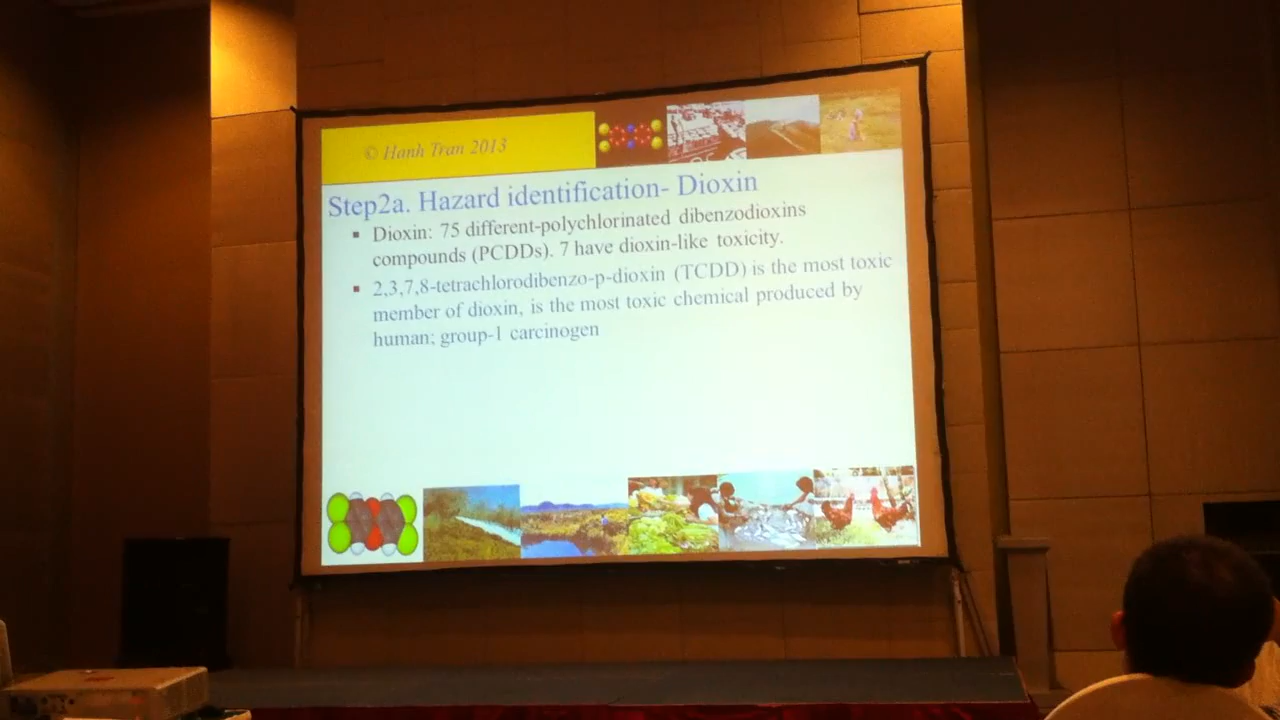 © Hanh Tran 2013
Step2a. Hazard identification- Dioxin
▪ Dioxin: 75 different-polychlorinated dibenzodioxins
compounds (PCDDs). 7 have dioxin-like toxicity.
▪ 2,3,7,8-tetrachlorodibenzo-p-dioxin (TCDD) is the most toxic
member of dioxin, is the most toxic chemical produced by
human; group-1 carcinogen